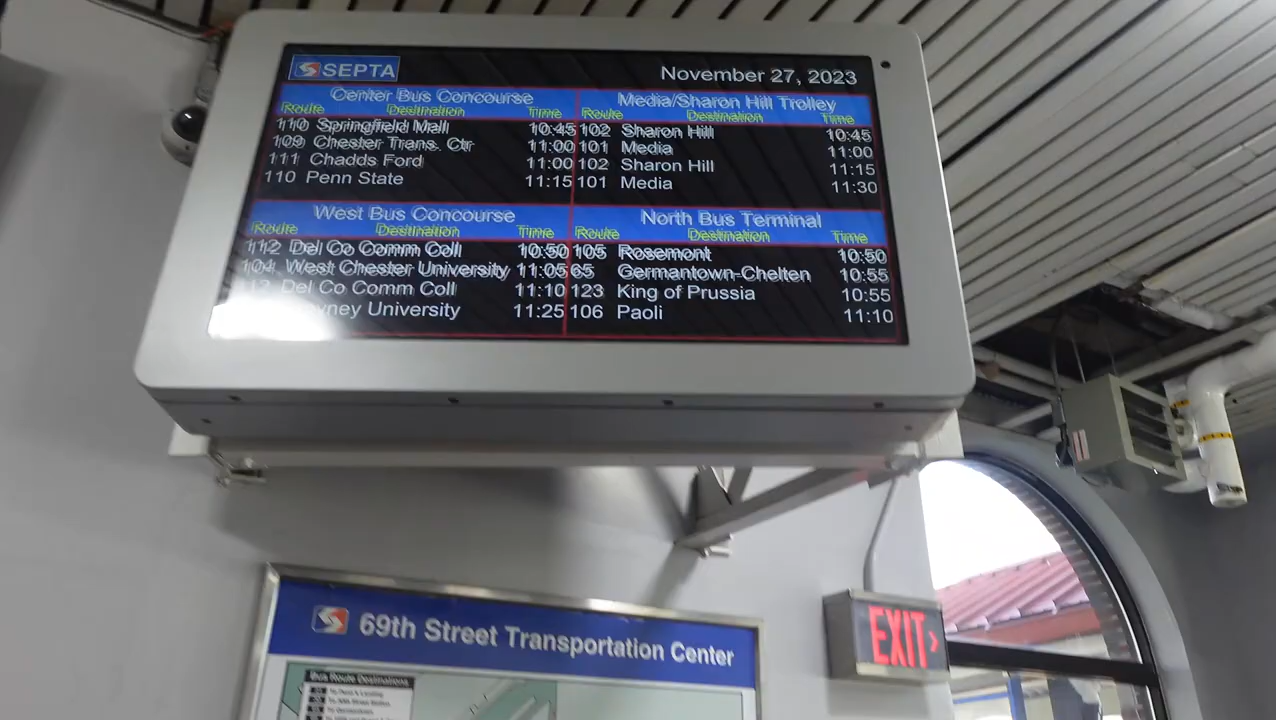 SEPTA
November 27, 2023
Center Bus Concourse
Route Destination Time
110 Springfield Mall 10:45
109 Chester Trans. Ctr 11:00
111 Chadds Ford 11:00
110 Penn State 11:15
Media/Sharon Hill Trolley
Route Destination Time
102 Sharon Hill 10:45
101 Media 11:00
102 Sharon Hill 11:15
101 Media 11:30
West Bus Concourse
Route Destination Time
112 Del Co Comm Coll 10:50
104 West Chester University 11:05
Del Co Comm Coll 11:10
University 11:25
North Bus Terminal
Route Destination Time
105 Rosemont 10:50
65 Germantown-Chelten 10:55
123 King of Prussia 10:55
106 Paoli 11:10
69th Street Transportation Center
Bus Route Destinations
EXIT